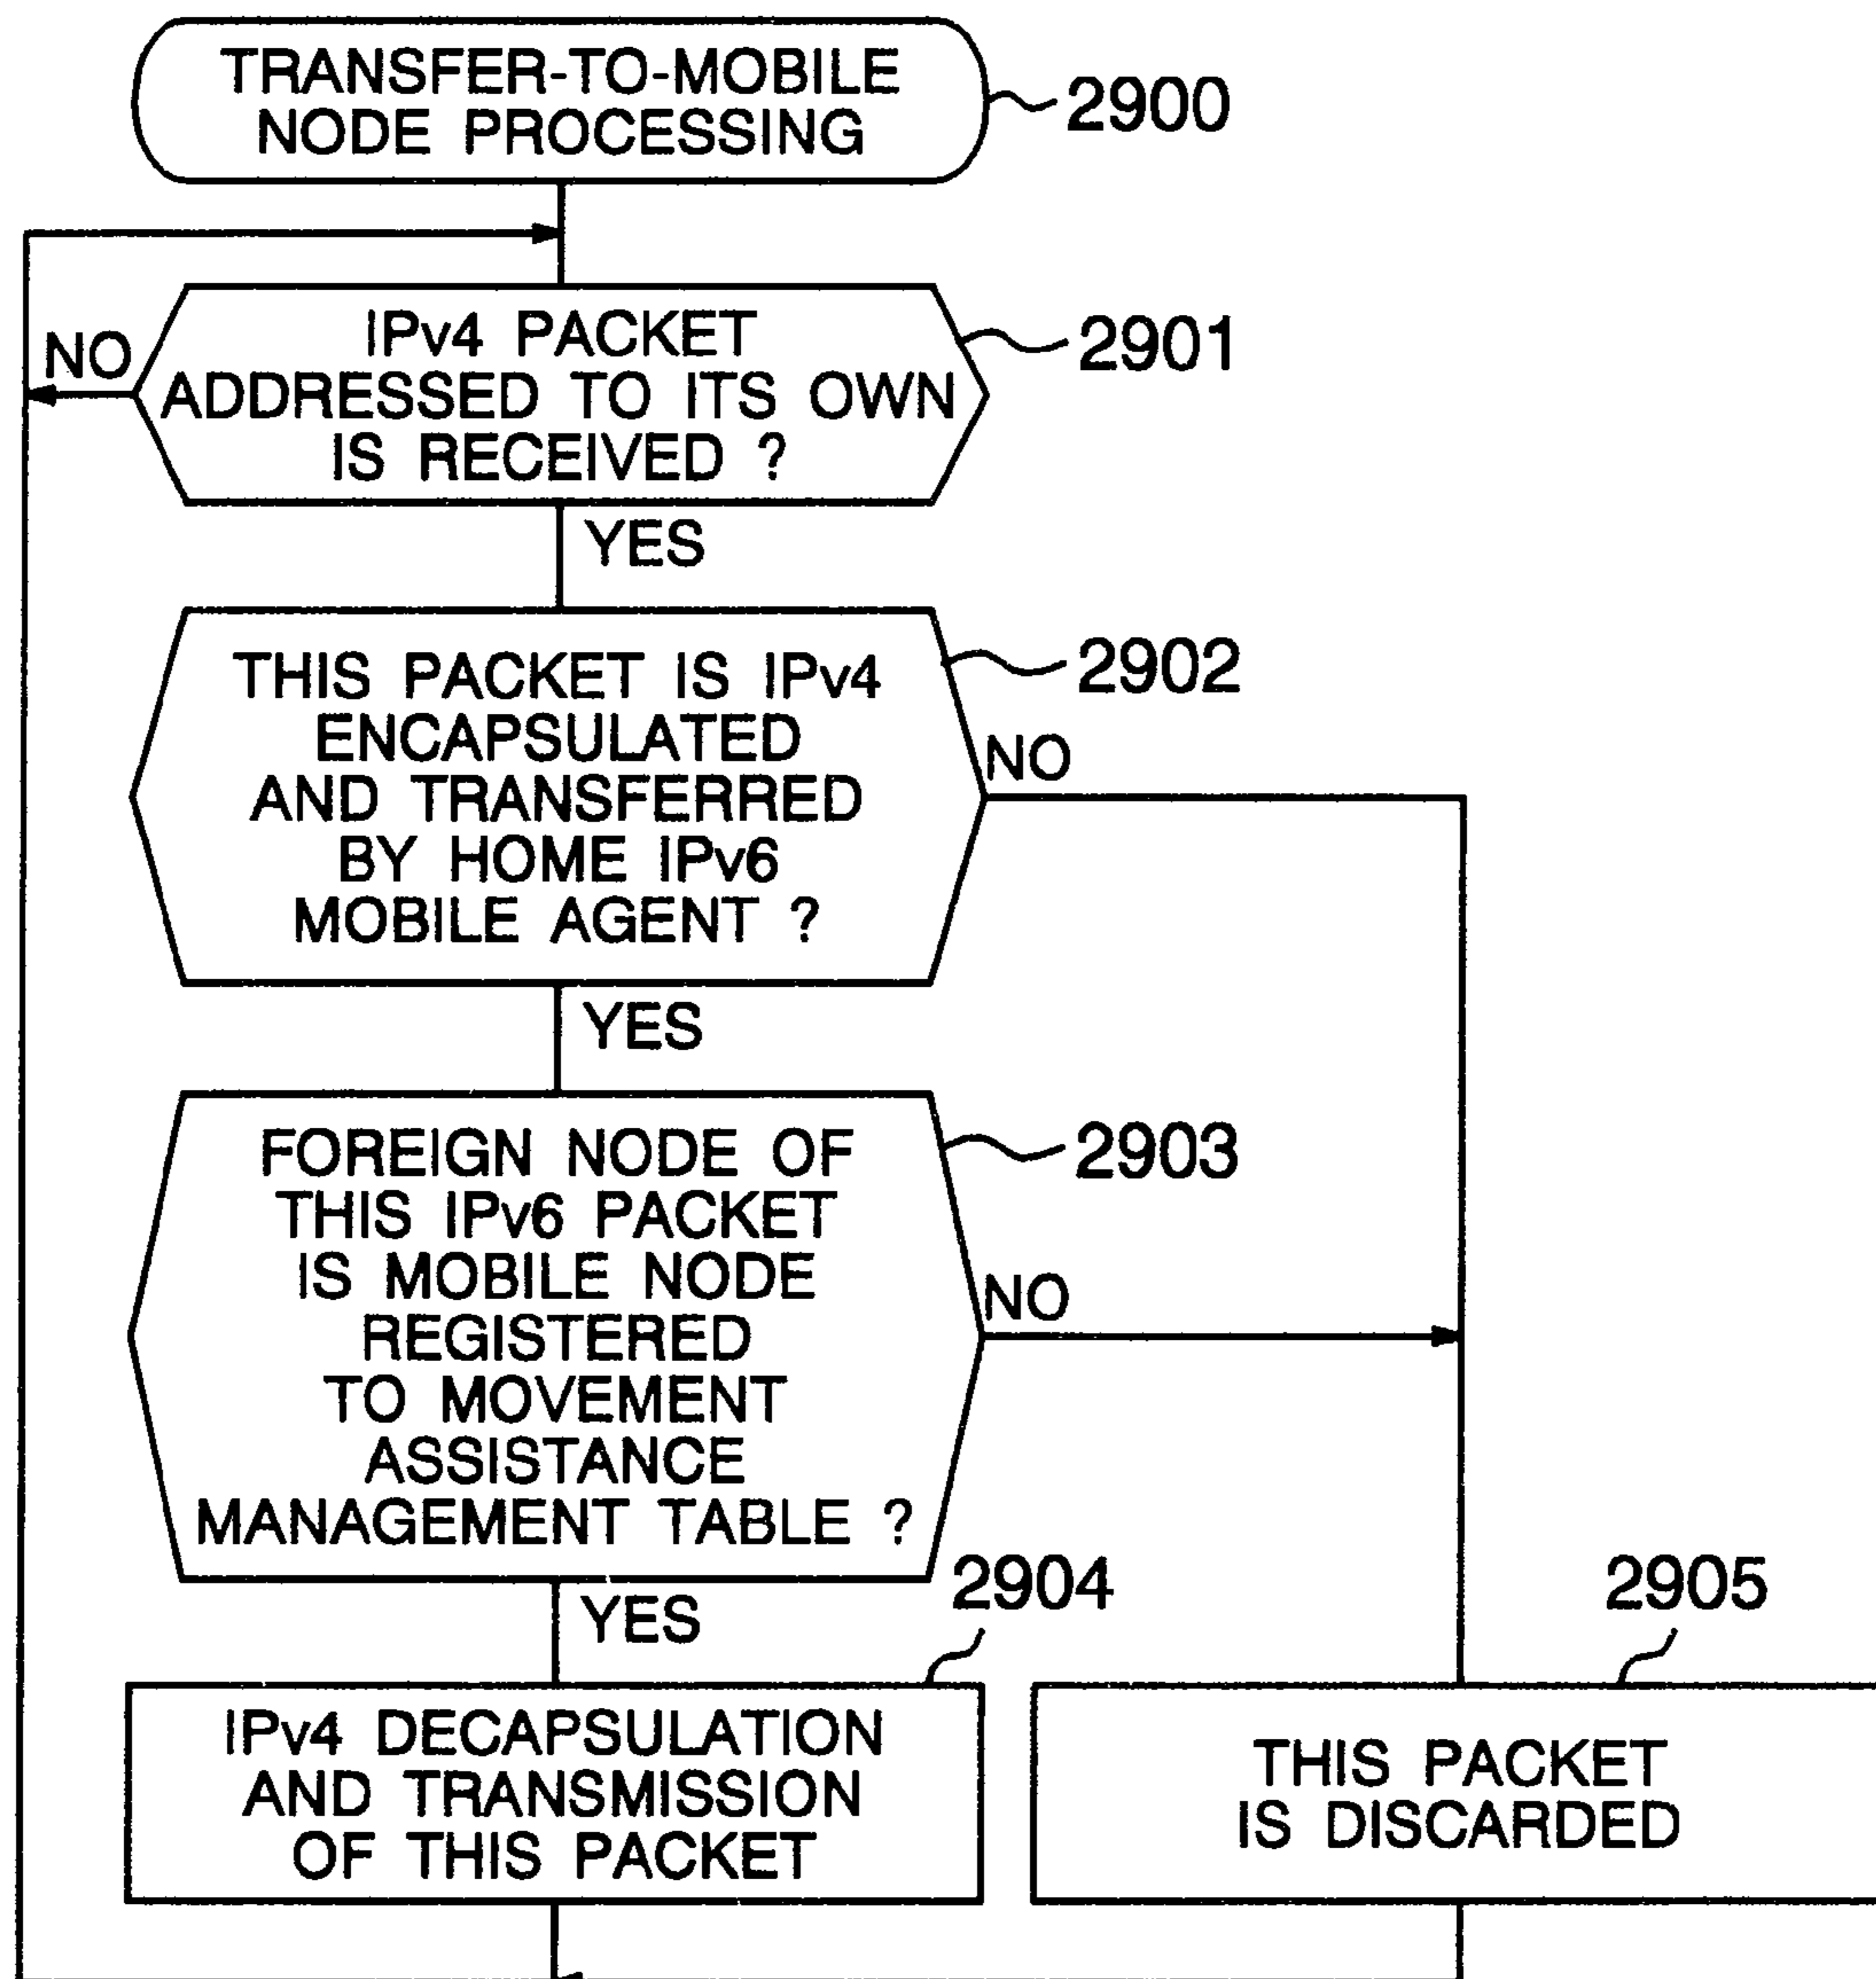 TRANSFER-TO-MOBILE
NODE PROCESSING
2900
IPv4 PACKET
ADDRESSED TO ITS OWN
IS RECEIVED ?
2901
NO
YES
THIS PACKET IS IPv4
ENCAPSULATED
AND TRANSFERRED
BY HOME IPv6
MOBILE AGENT ?
2902
NO
YES
FOREIGN NODE OF
THIS IPv6 PACKET
IS MOBILE NODE
REGISTERED
TO MOVEMENT
ASSISTANCE
MANAGEMENT TABLE ?
2903
NO
YES
2904
IPv4 DECAPSULATION
AND TRANSMISSION
OF THIS PACKET
2905
THIS PACKET
IS DISCARDED